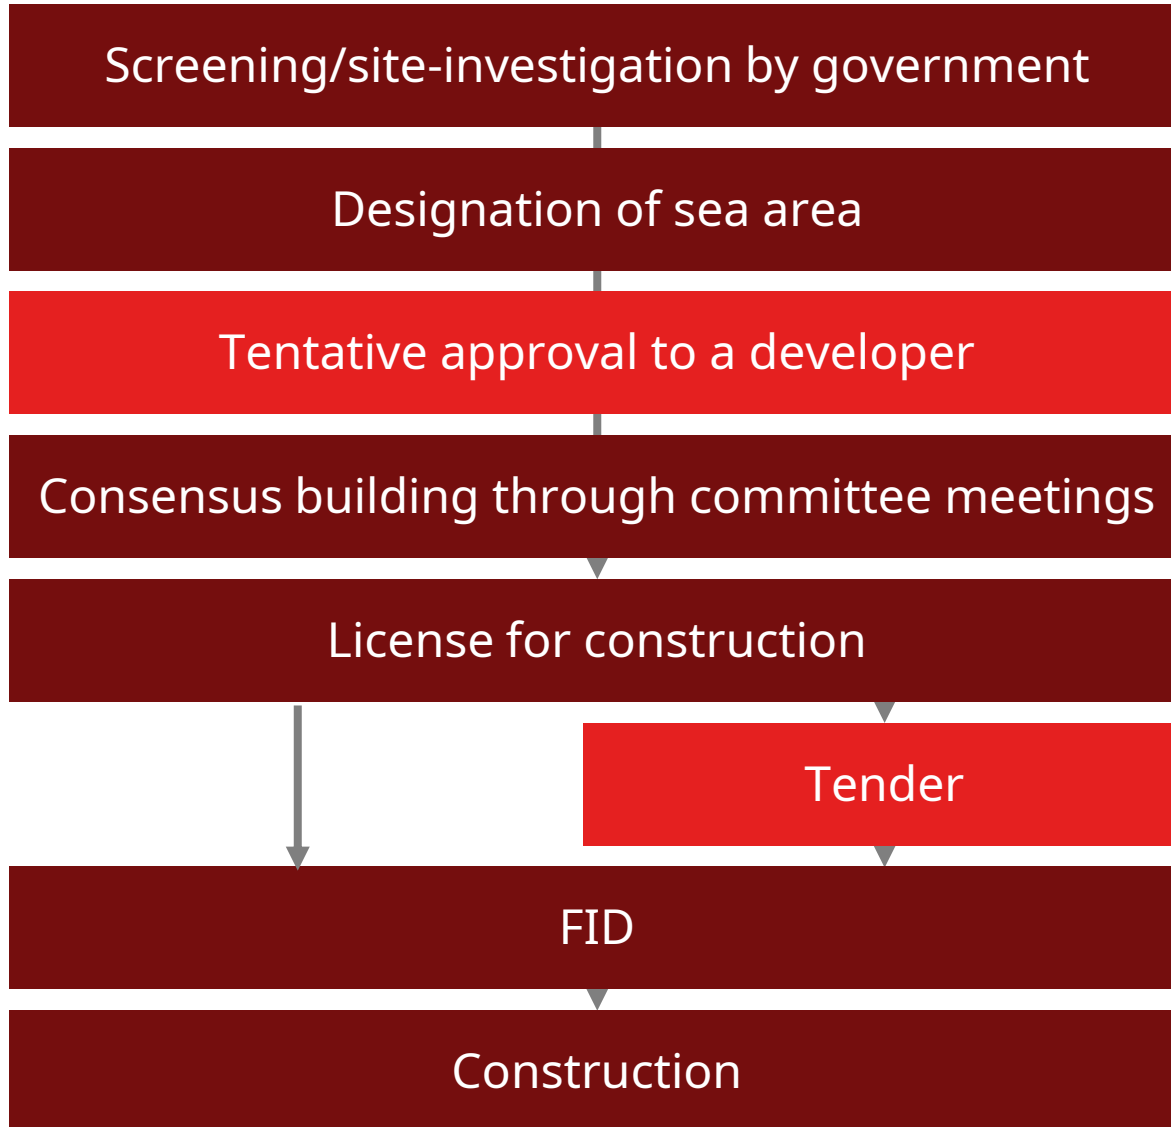 Screening/site-investigation by government
Designation of sea area
Tentative approval to a developer
Consensus building through committee meetings
License for construction
Tender
FID
Construction